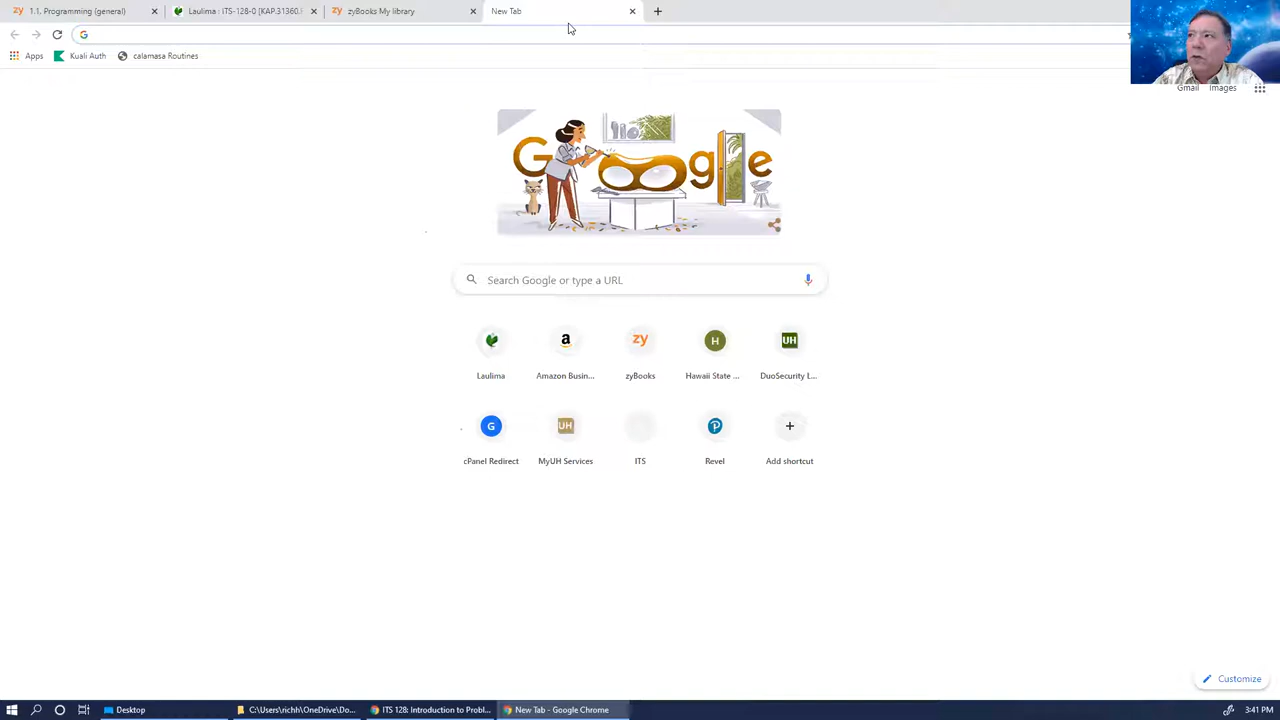 1.1. Programming (general)
Laulima : ITS-128-0 [KAP.31360.
zyBooks My library
New Tab
Apps
Kuali Auth
calamasa Routines
Gmail
Images
Google
Search Google or type a URL
Laulima
Amazon Busin...
zyBooks
Hawaii State ...
DuoSecurity L...
cPanel Redirect
MyUH Services
ITS
Revel
Add shortcut
Customize
Desktop
C:\Users\richh\OneDrive\Do...
ITS 128: Introduction to Probl...
New Tab - Google Chrome
3:41 PM